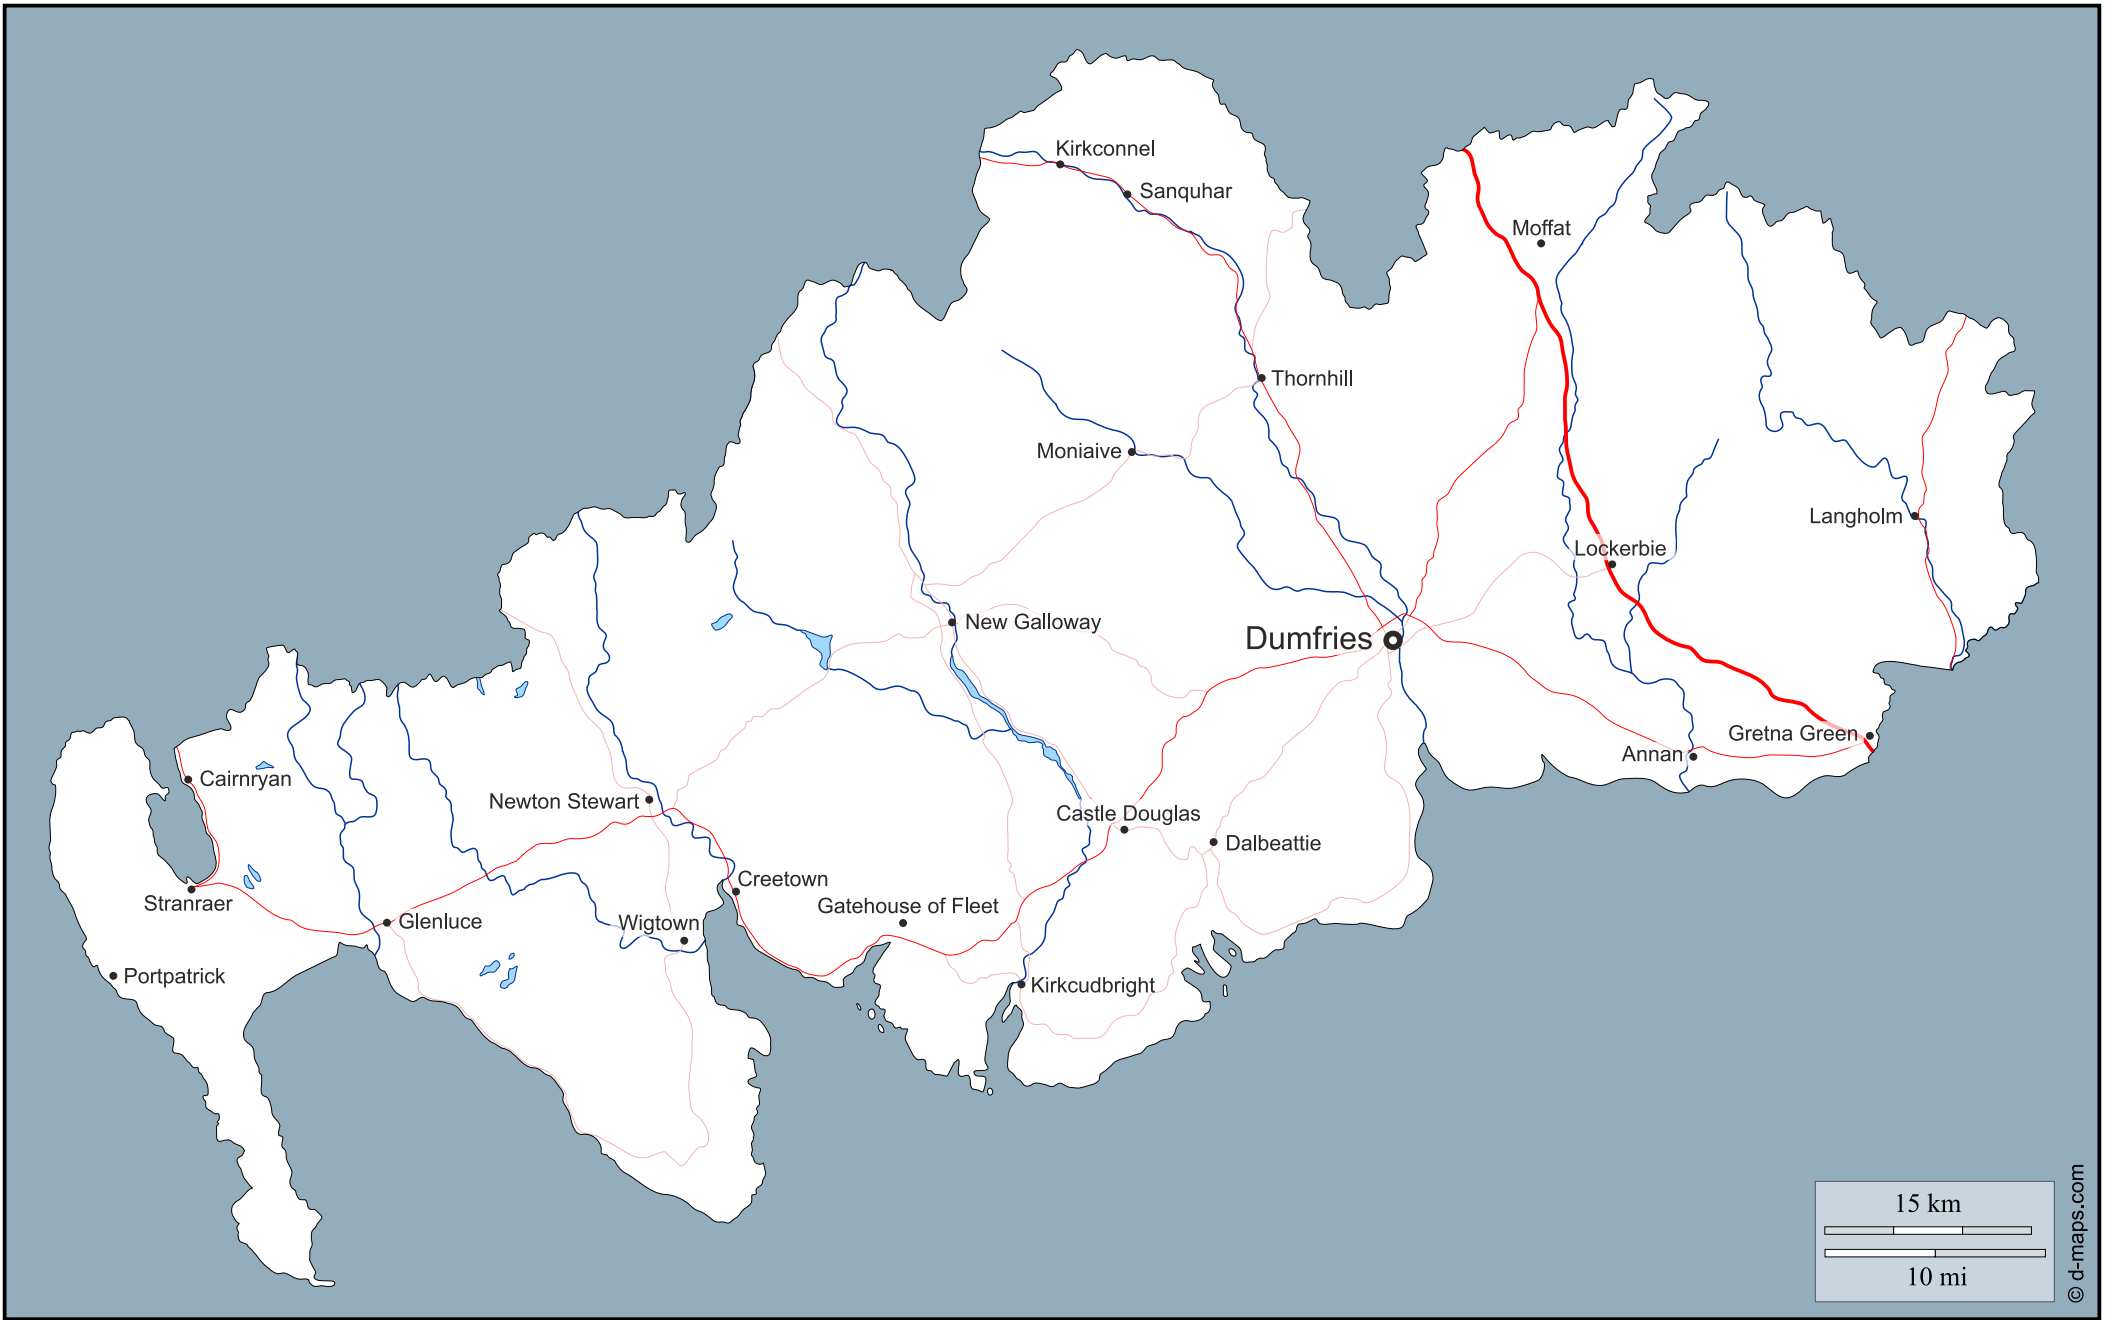 Kirkconnel
Sanquhar
Moffat
Thornhill
Moniaive
Langholm
Lockerbie
New Galloway
Dumfries
Gretna Green
Annan
Cairnryan
Newton Stewart
Castle Douglas
Dalbeattie
Creetown
Stranraer
Gatehouse of Fleet
Glenluce
Wigtown
Portpatrick
Kirkcudbright
15 km
10 mi
© d-maps.com